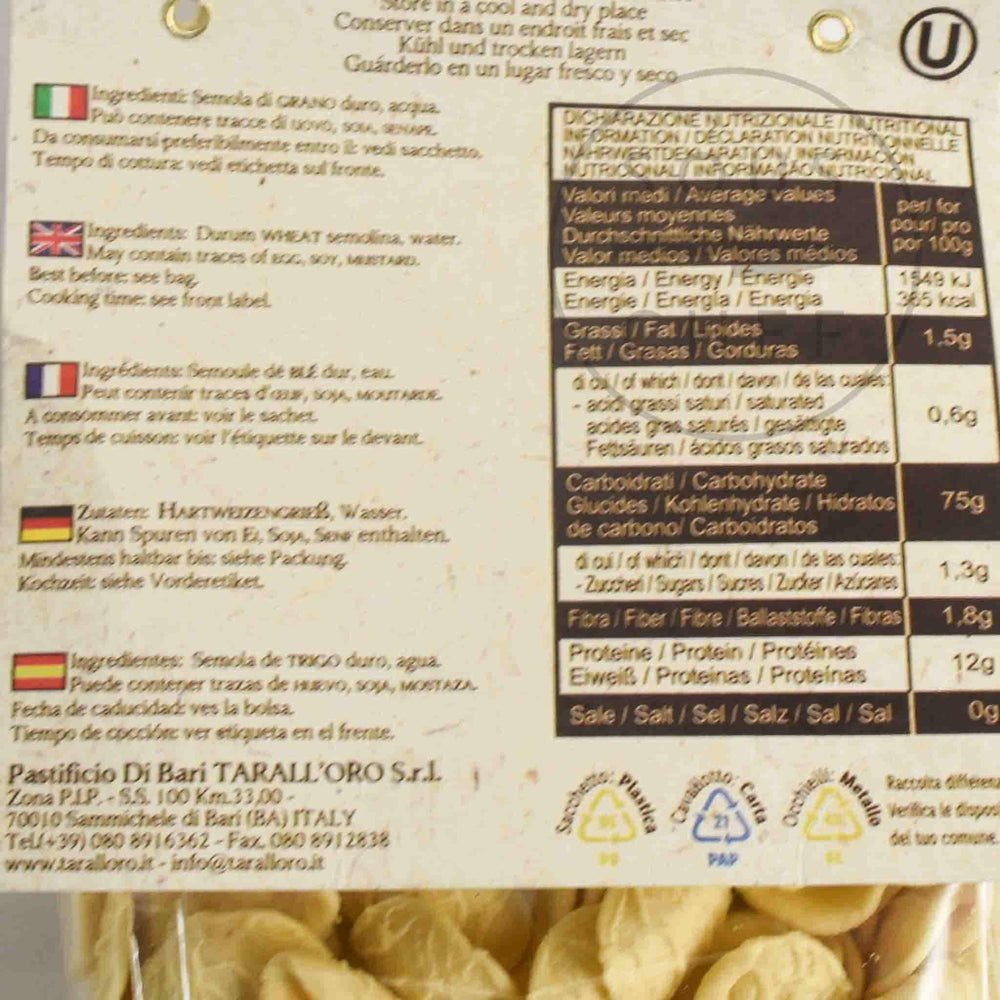 Store in a cool and dry place
Conserver dans un endroit frais et sec
Kühl und trocken lagern
Guárderlo en un lugar fresco y seco
U
Ingredienti: Semola di GRANO duro, acqua.
Può contenere tracce di UOVO, SOIA, SENAPE.
Da consumarsi preferibilmente entro il: vedi sacchetto.
Tempo di cottura: vedi etichetta sul fronte.
Ingredients: Durum WHEAT semolina, water.
May contain traces of EGG, SOY, MUSTARD.
Best before: see bag.
Cooking time: see front label.
Ingrédients: Semoule dé BLÉ dur, eau.
Peut contenir traces d'ŒUF, SOJA, MOUTARDE.
A consommer avant: voir le sachet.
Temps de cuisson: voir l'étiquette sur le devant.
Zutaten: HARTWEIZENGRIEß, Wasser.
Kann Spuren von EI, SOJA, SENF enthalten.
Mindestens haltbar bis: siehe Packung.
Kochzeit: siehe Vorderetiket.
Ingredientes: Semola de TRIGO duro, agua.
Puede contener trazas de HUEVO, SOJA, MOSTAZA.
Fecha de caducidad: ves la bolsa.
Tiempo de cocción: ver etiqueta en el frente.
Pastificio Di Bari TARALL'ORO S.r.l.
Zona P.I.P. - S.S. 100 Km.33,00 -
70010 Sammichele di Bari (BA) ITALY
Tel.(+39) 080 8916362 - Fax. 080 8912838
www.taralloro.it - info@taralloro.it
DICHIARAZIONE NUTRIZIONALE / NUTRITIONAL
INFORMATION / DÉCLARATION NUTRITIONNELLE
NÄHRWERTDEKLARATION / INFORMACIÓN
NUTRICIONAL/ INFORMAÇÃO NUTRICIONAL
Valori medi / Average values
Valeurs moyennes
Durchschnittliche Nährwerte
Valor medios / Valores médios
per/ for
pour/ pro
por 100g
Energia / Energy / Énergie
Energie / Energía / Energia
1549 kJ
365 kcal
Grassi / Fat / Lipides
Fett / Grasas / Gorduras
1,5g
di cui / of which / dont / davon / de las cuales:
- acidi grassi saturi / saturated
acides gras saturés / gesättigte
Fettsäuren / ácidos grasos saturados
0,6g
Carboidrati / Carbohydrate
Glucides / Kohlenhydrate / Hidratos
de carbono/ Carboidratos
75g
di cui / of which / dont / davon / de las cuales:
- Zuccheri / Sugars / Sucres / Zucker / Azúcares
1,3g
Fibra / Fiber / Fibre / Ballaststoffe / Fibras
1,8g
Proteine / Protein / Protéines
Eiweiß / Proteinas / Proteínas
12g
Sale / Salt / Sel / Salz / Sal / Sal
0g
Sacchetto: Plastica
PP
Cavallotto: Carta
21
PAP
Occhielli: Metallo
Raccolta differen
Verifica le dispos
del tuo comune.